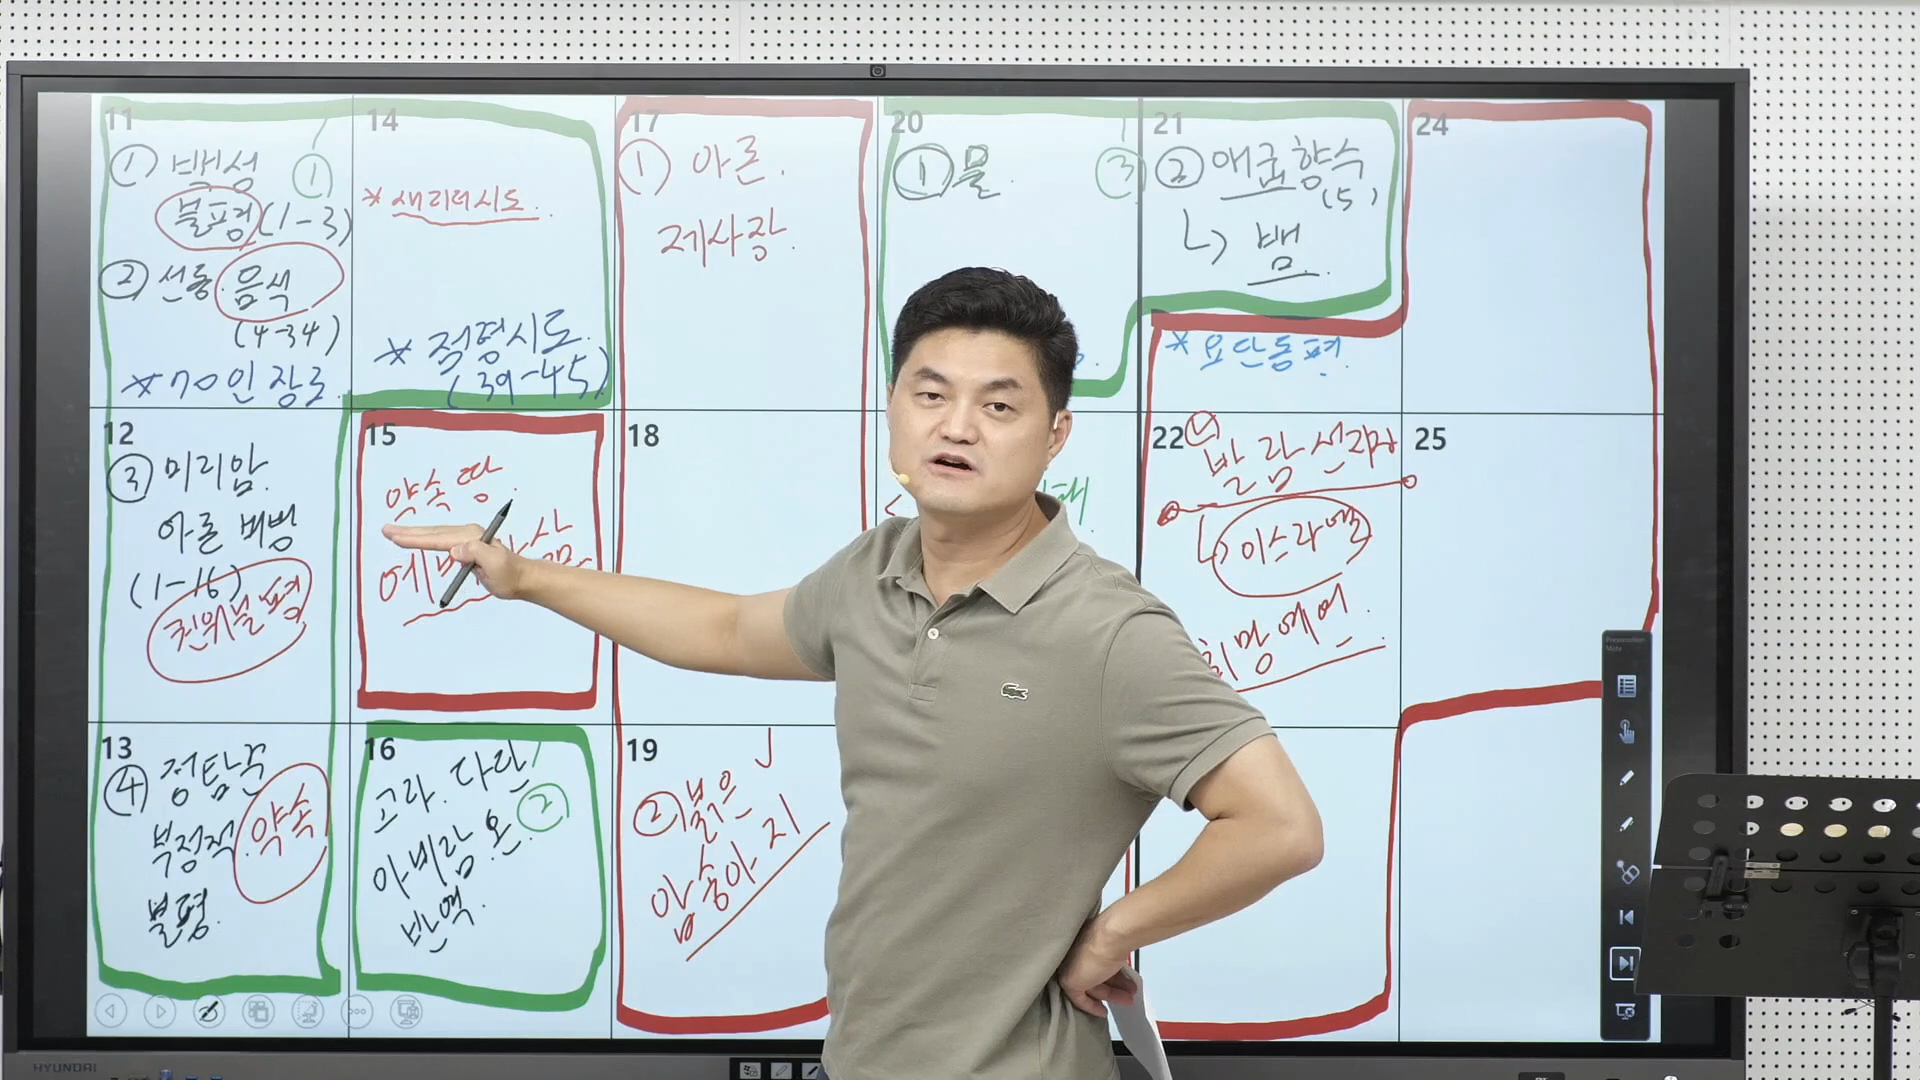 11
① 백성
불평 (1-3)
①
② 선동 음식
(4-34)
*70인 장로
12
③ 미리암.
아론 비방
(1-16)
권위불평
13
④ 정탐꾼
부정적
불평.
약속
14
* 새 리더 시도.
* 점령시도.
(39-45)
15
약속 땅.
16
고라. 다단
아비람. 온.
반역.
②
17
① 아론.
제사장.
18
19
② 붉은
암송아지
20
① 물.
③
21
② 애굽향수
(5)
↳ 뱀.
* 요단동편.
22
발람선지자
↳ 이스라엘
희망예언.
24
25
HYUNDAI